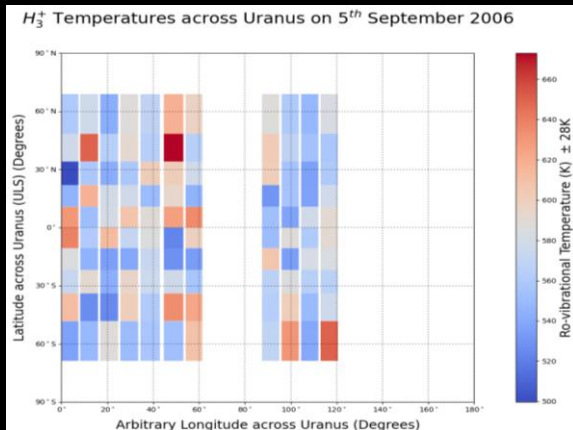 H₃⁺ Temperatures across Uranus on 5ᵗʰ September 2006
90°N
60°N
30°N
0°
30°S
60°S
90°S
Latitude across Uranus (ULS) (Degrees)
0° 20° 40° 60° 80° 100° 120° 140° 160° 180°
Arbitrary Longitude across Uranus (Degrees)
660
640
620
600
580
560
540
520
500
Ro-vibrational Temperature (K) ± 28K